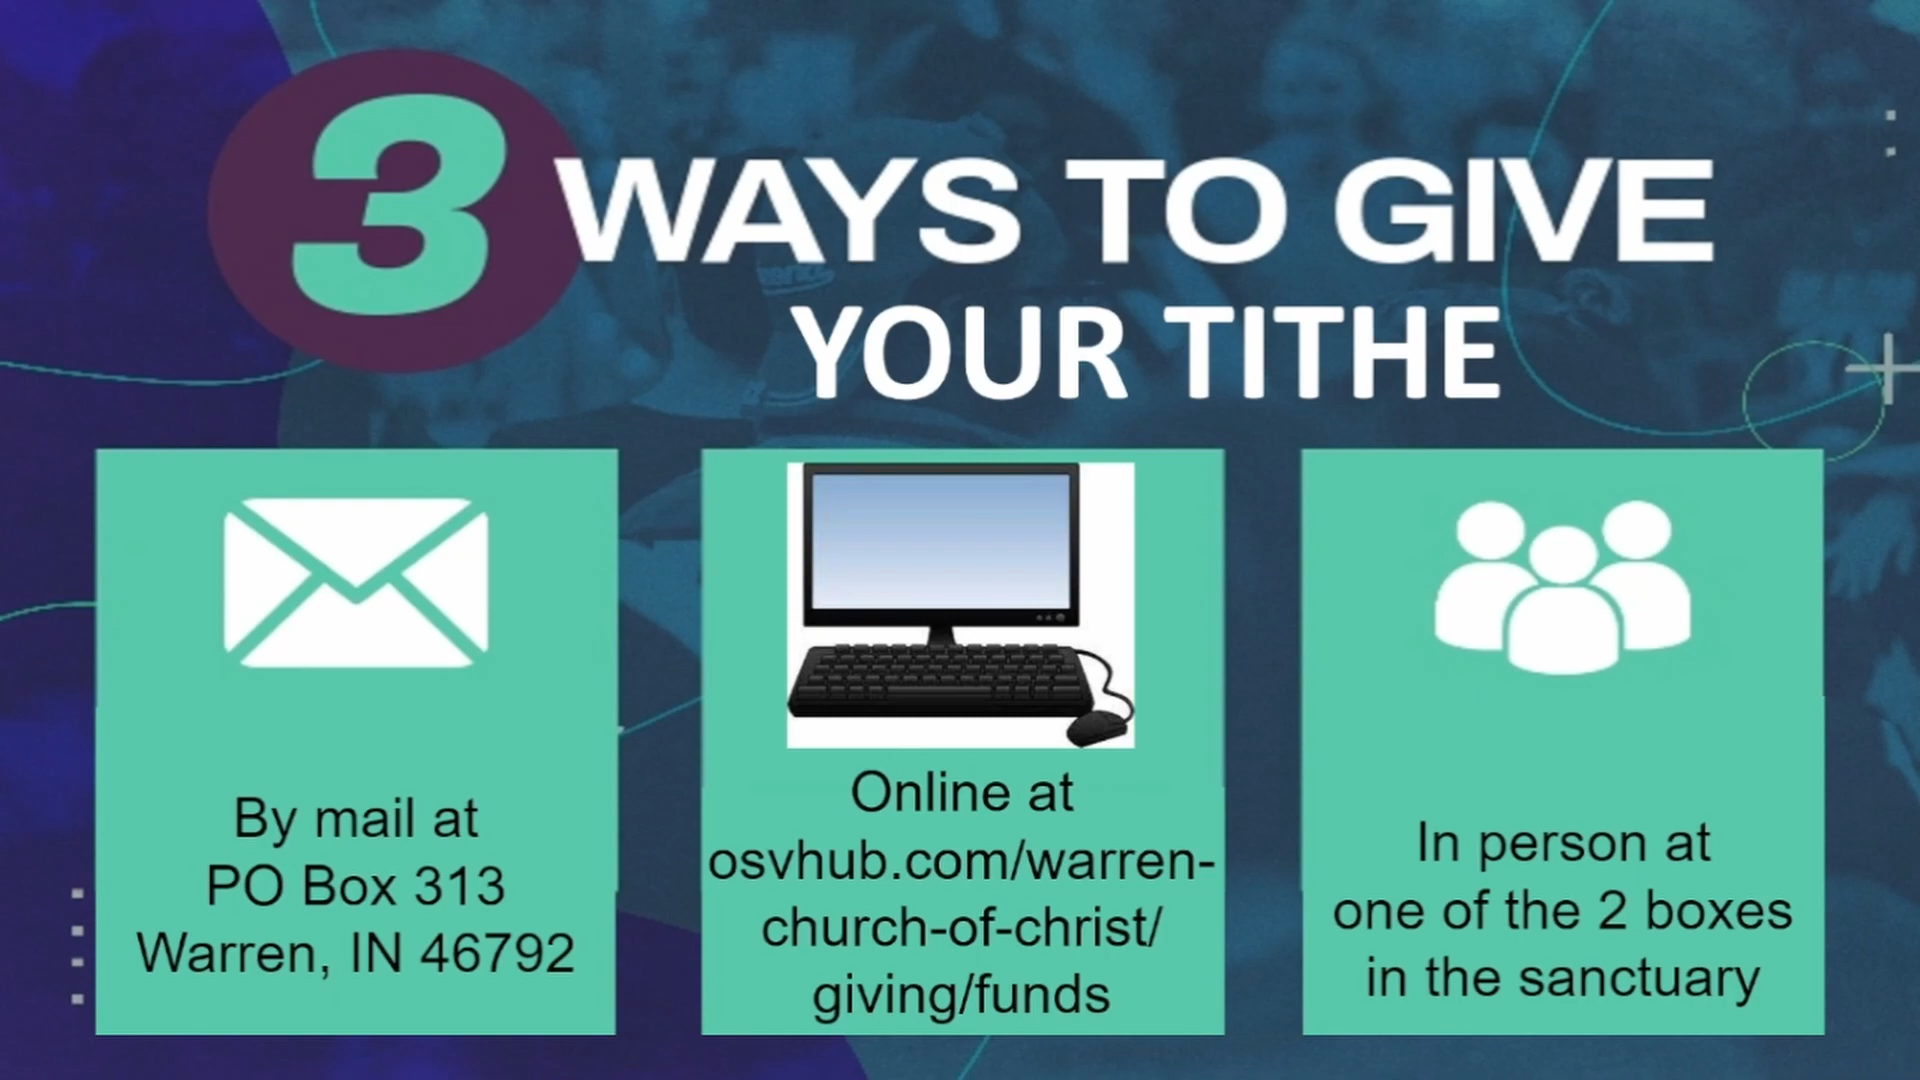 3 WAYS TO GIVE
YOUR TITHE
By mail at
PO Box 313
Warren, IN 46792
Online at
osvhub.com/warren-
church-of-christ/
giving/funds
In person at
one of the 2 boxes
in the sanctuary